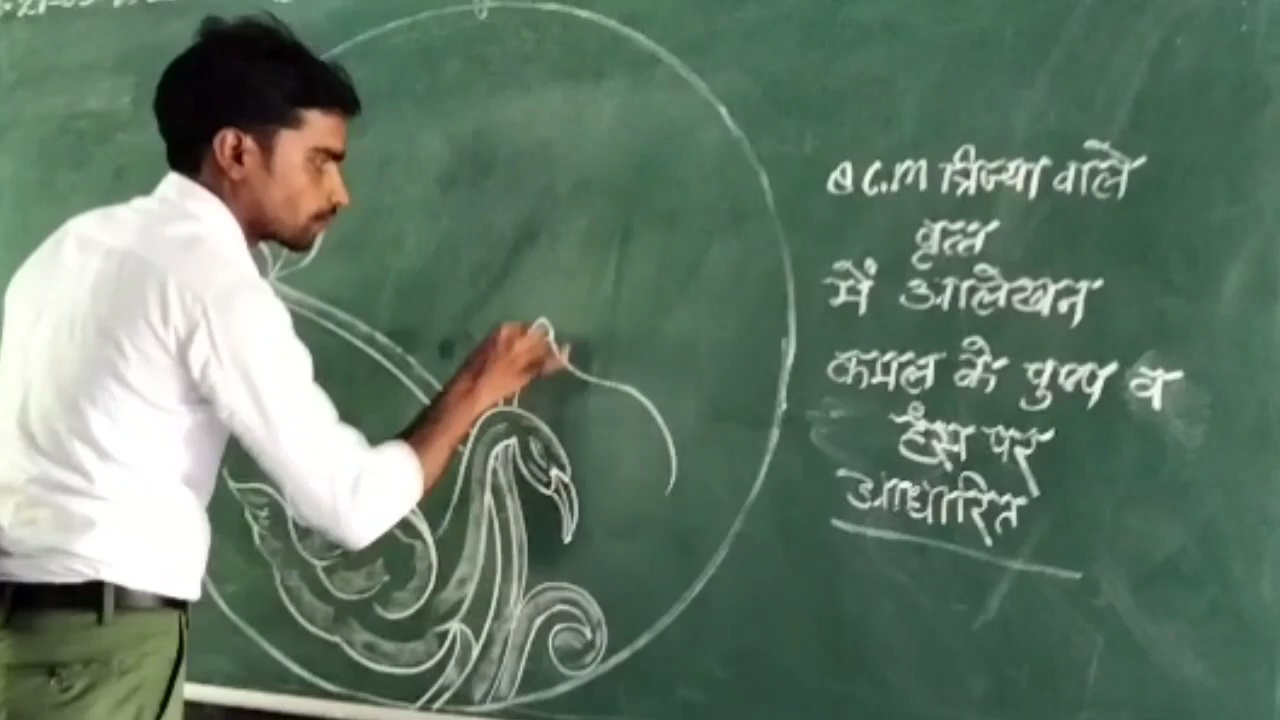 8 C.M त्रिज्या वाले
वृत्त
में आलेखन
कमल के पुष्प व
हंस पर
आधारित